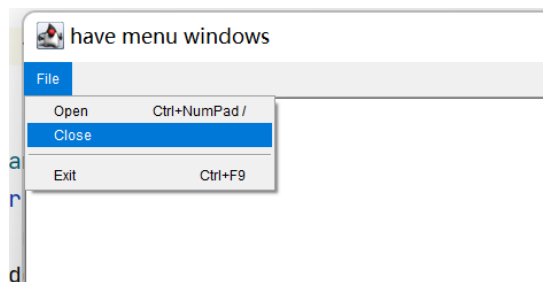 have menu windows
File
Open Ctrl+NumPad /
Close
Exit Ctrl+F9
a
r
d